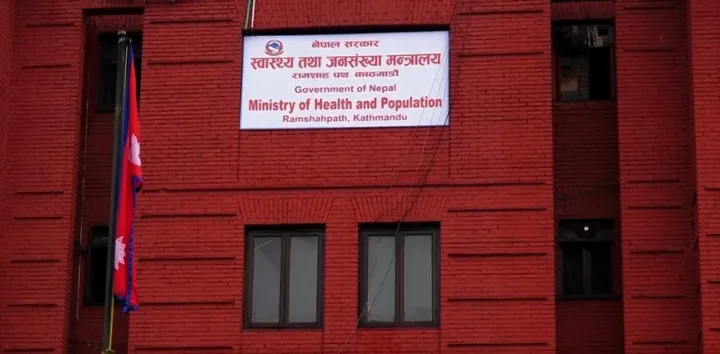 नेपाल सरकार
स्वास्थ्य तथा जनसंख्या मन्त्रालय
रामशाह पथ काठमाडौं
Government of Nepal
Ministry of Health and Population
Ramshahpath, Kathmandu